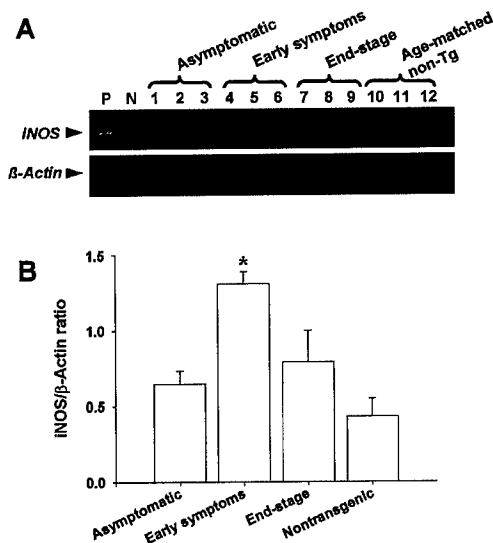 A
Asymptomatic
Early symptoms
End-stage
Age-matched
non-Tg
P N 1 2 3 4 5 6 7 8 9 10 11 12
iNOS
β-Actin
B
iNOS/β-Actin ratio
1.5
1.0
0.5
0.0
*
Asymptomatic
Early symptoms
End-stage
Nontransgenic